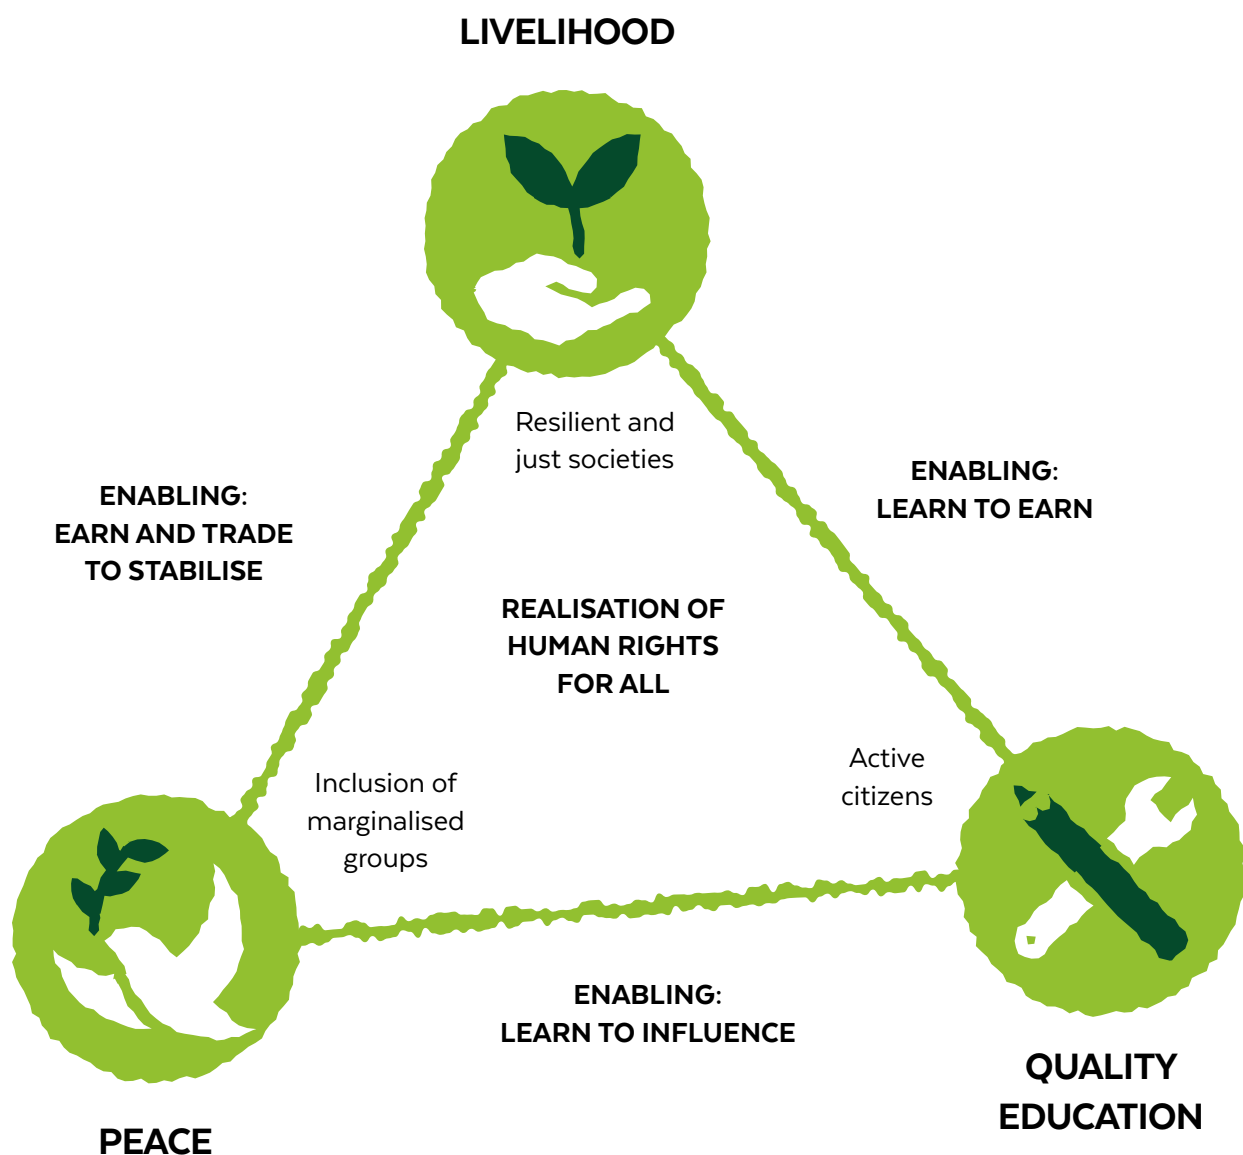 LIVELIHOOD
Resilient and
just societies
ENABLING:
LEARN TO EARN
ENABLING:
EARN AND TRADE
TO STABILISE
REALISATION OF
HUMAN RIGHTS
FOR ALL
Active
citizens
Inclusion of
marginalised
groups
ENABLING:
LEARN TO INFLUENCE
QUALITY
EDUCATION
PEACE